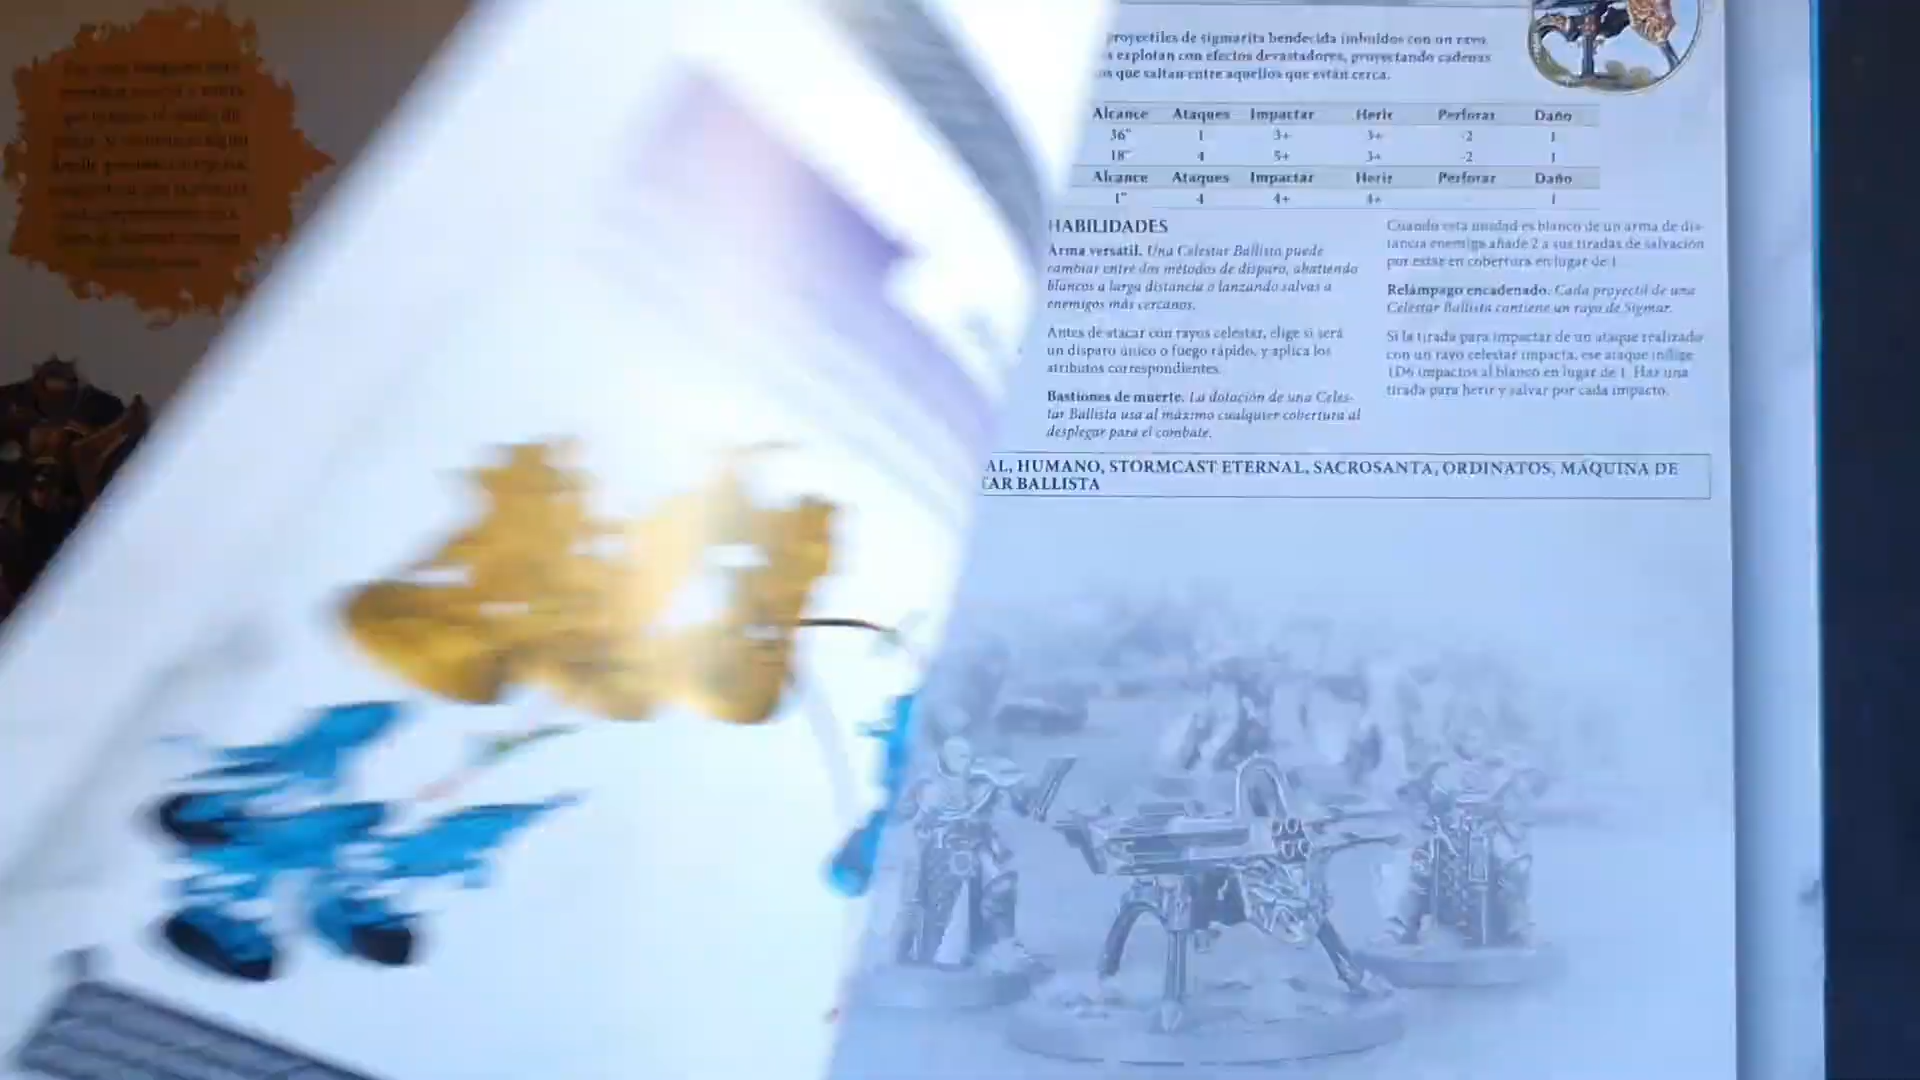 royectiles de sigmarita bendecida imbuidos con un rayo.
explotan con efectos devastadores, proyectando cadenas
os que saltan entre aquellos que están cerca.
Alcance Ataques Impactar Herir Perforar Daño
36" 1 3+ 3+ -2 1
18" 4 5+ 3+ -2 1
Alcance Ataques Impactar Herir Perforar Daño
1" 4 4+ 4+ - 1
HABILIDADES
Arma versátil. Una Celestar Ballista puede
cambiar entre dos métodos de disparo, abatiendo
blancos a larga distancia o lanzando salvas a
enemigos más cercanos.
Antes de atacar con rayos celestar, elige si será
un disparo único o fuego rápido, y aplica los
atributos correspondientes.
Bastiones de muerte. La dotación de una Celes-
tar Ballista usa al máximo cualquier cobertura al
desplegar para el combate.
Cuando esta unidad es blanco de un arma de dis-
tancia enemiga añade 2 a sus tiradas de salvación
por estar en cobertura en lugar de 1.
Relámpago encadenado. Cada proyectil de una
Celestar Ballista contiene un rayo de Sigmar.
Si la tirada para impactar de un ataque realizado
con un rayo celestar impacta, ese ataque inflige
1D6 impactos al blanco en lugar de 1. Haz una
tirada para herir y salvar por cada impacto.
AL, HUMANO, STORMCAST ETERNAL, SACROSANTA, ORDINATOS, MÁQUINA DE
TAR BALLISTA